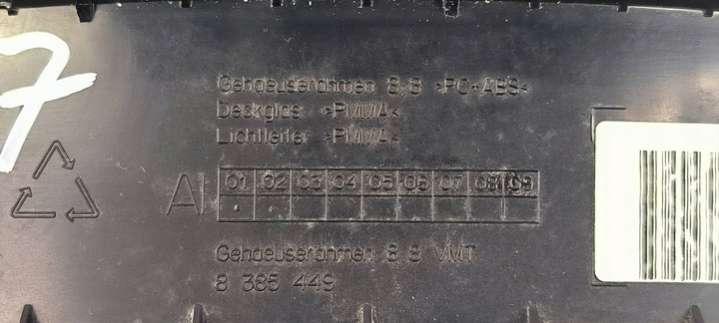 7
Gehaeuserahmen 8.8 >PC+ABS<
Deckglas >PMMA<
Lichtleiter >PMMA<
AI 01 02 03 04 05 06 07 08 09
Gehaeuserahmen 8.8 VMT
8 385 449